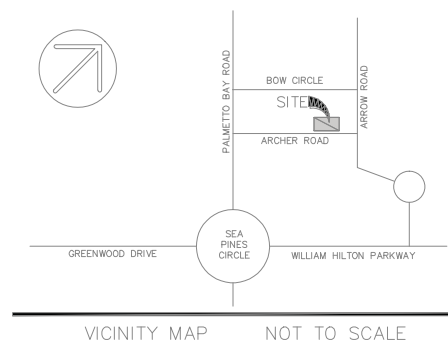 PALMETTO BAY ROAD
BOW CIRCLE
ARROW ROAD
SITE
ARCHER ROAD
SEA
PINES
CIRCLE
GREENWOOD DRIVE
WILLIAM HILTON PARKWAY
VICINITY MAP NOT TO SCALE